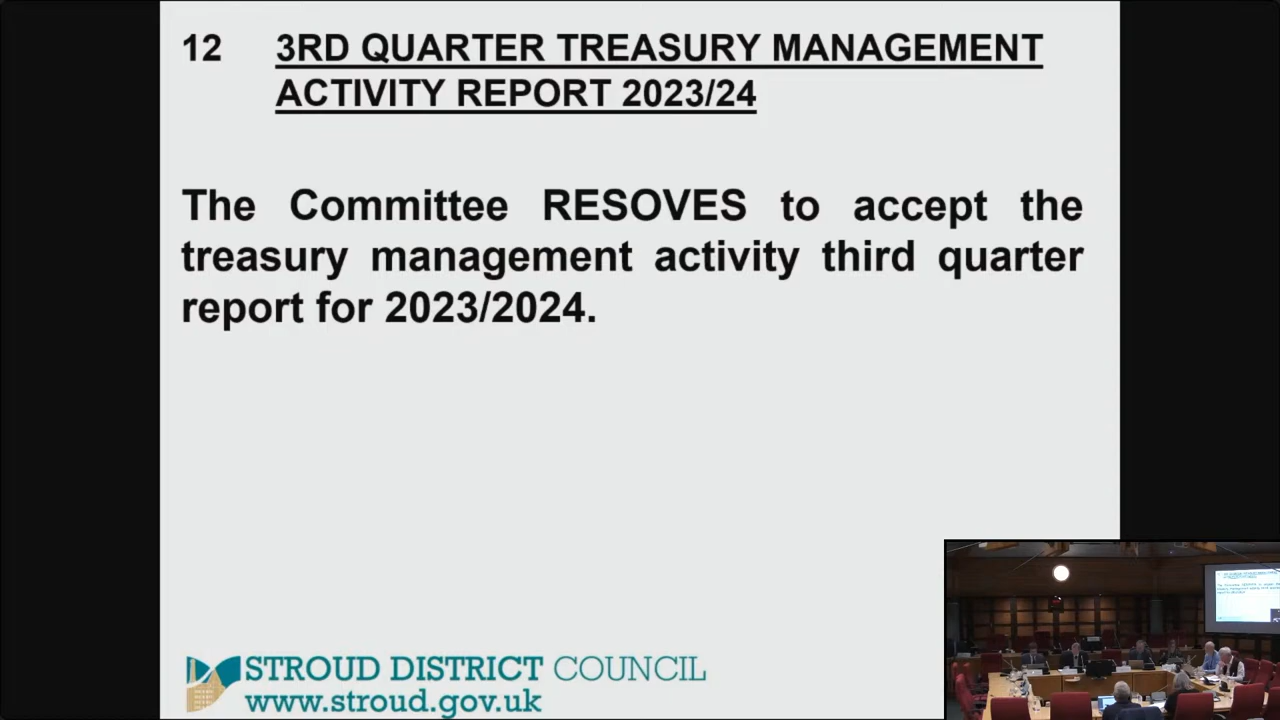 12 3RD QUARTER TREASURY MANAGEMENT
ACTIVITY REPORT 2023/24
The Committee RESOVES to accept the
treasury management activity third quarter
report for 2023/2024.
STROUD DISTRICT COUNCIL
www.stroud.gov.uk